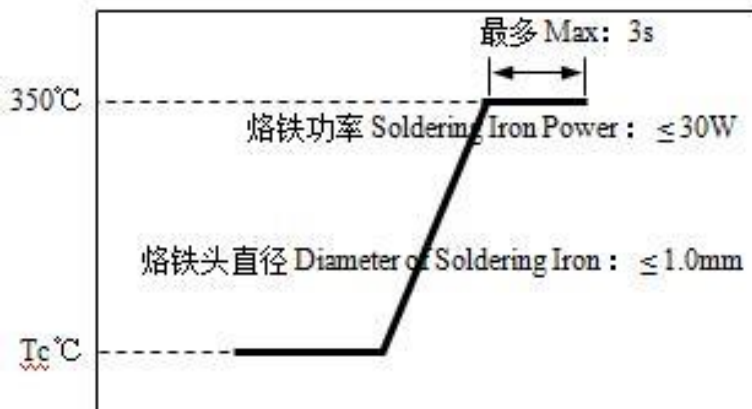 最多 Max：3s
350℃
烙铁功率 Soldering Iron Power：≤30W
烙铁头直径 Diameter of Soldering Iron：≤1.0mm
Tc℃